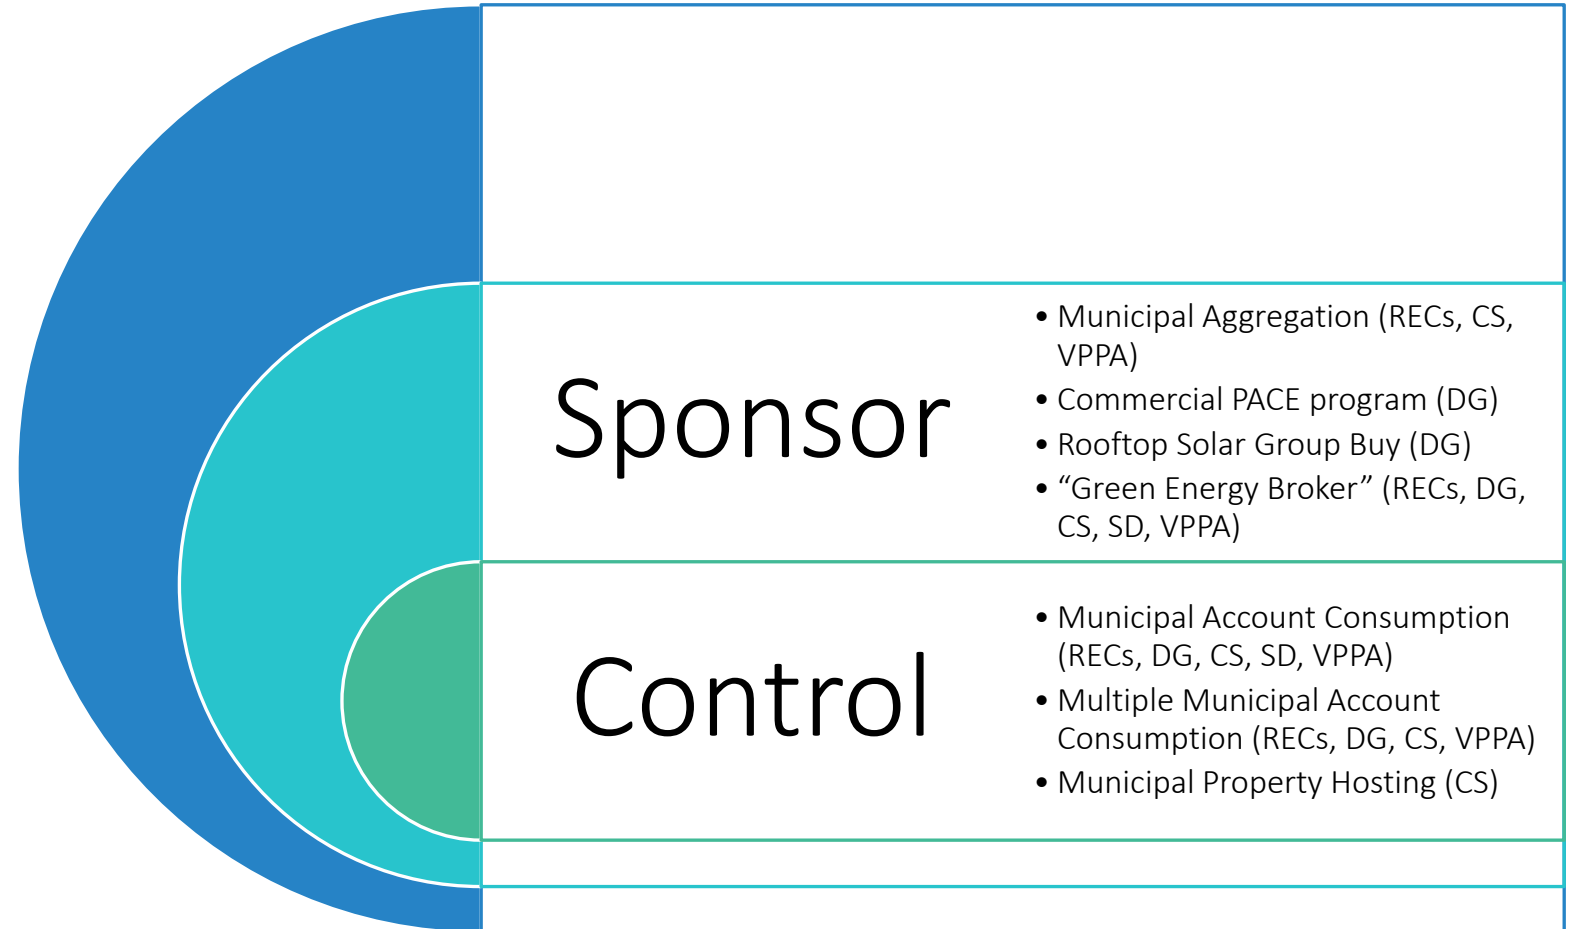 Sponsor
• Municipal Aggregation (RECs, CS,
VPPA)
• Commercial PACE program (DG)
• Rooftop Solar Group Buy (DG)
• “Green Energy Broker” (RECs, DG,
CS, SD, VPPA)
Control
• Municipal Account Consumption
(RECs, DG, CS, SD, VPPA)
• Multiple Municipal Account
Consumption (RECs, DG, CS, VPPA)
• Municipal Property Hosting (CS)